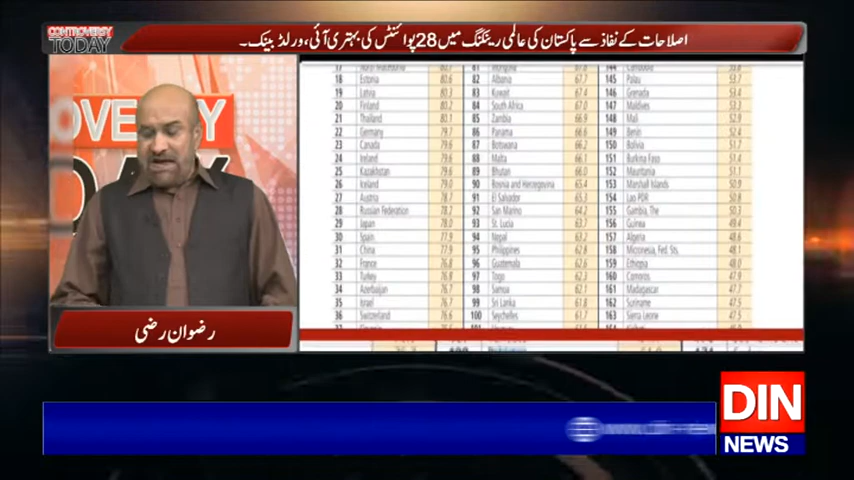 CONTROVERSY
TODAY
اصلاحات کے نفاذ سے پاکستان کی عالمی رینکنگ میں 28 پوائنٹس کی بہتری آئی، ورلڈ بینک۔
18 Estonia 80.6 82 Albania 67.7 145 Palau 53.7
19 Latvia 80.3 83 Kuwait 67.4 146 Grenada 53.4
20 Finland 80.2 84 South Africa 67.0 147 Maldives 53.3
21 Thailand 80.1 85 Zambia 66.9 148 Mali 52.9
22 Germany 79.7 86 Panama 66.6 149 Benin 52.4
23 Canada 79.6 87 Botswana 66.2 150 Bolivia 51.7
24 Ireland 79.6 88 Malta 66.1 151 Burkina Faso 51.4
25 Kazakhstan 79.6 89 Bhutan 66.0 152 Mauritania 51.1
26 Iceland 79.0 90 Bosnia and Herzegovina 65.4 153 Marshall Islands 50.9
27 Austria 78.7 91 El Salvador 65.3 154 Lao PDR 50.8
28 Russian Federation 78.2 92 San Marino 64.2 155 Gambia, The 50.3
29 Japan 78.0 93 St. Lucia 63.7 156 Guinea 49.4
30 Spain 77.9 94 Nepal 63.2 157 Algeria 48.6
31 China 77.9 95 Philippines 62.8 158 Micronesia, Fed. Sts. 48.1
32 France 76.8 96 Guatemala 62.6 159 Ethiopia 48.0
33 Turkey 76.8 97 Togo 62.3 160 Comoros 47.9
34 Azerbaijan 76.7 98 Samoa 62.1 161 Madagascar 47.7
35 Israel 76.7 99 Sri Lanka 61.8 162 Suriname 47.5
36 Switzerland 76.6 100 Seychelles 61.7 163 Sierra Leone 47.5
OVE
Y
رضوان رضی
DIN
NEWS